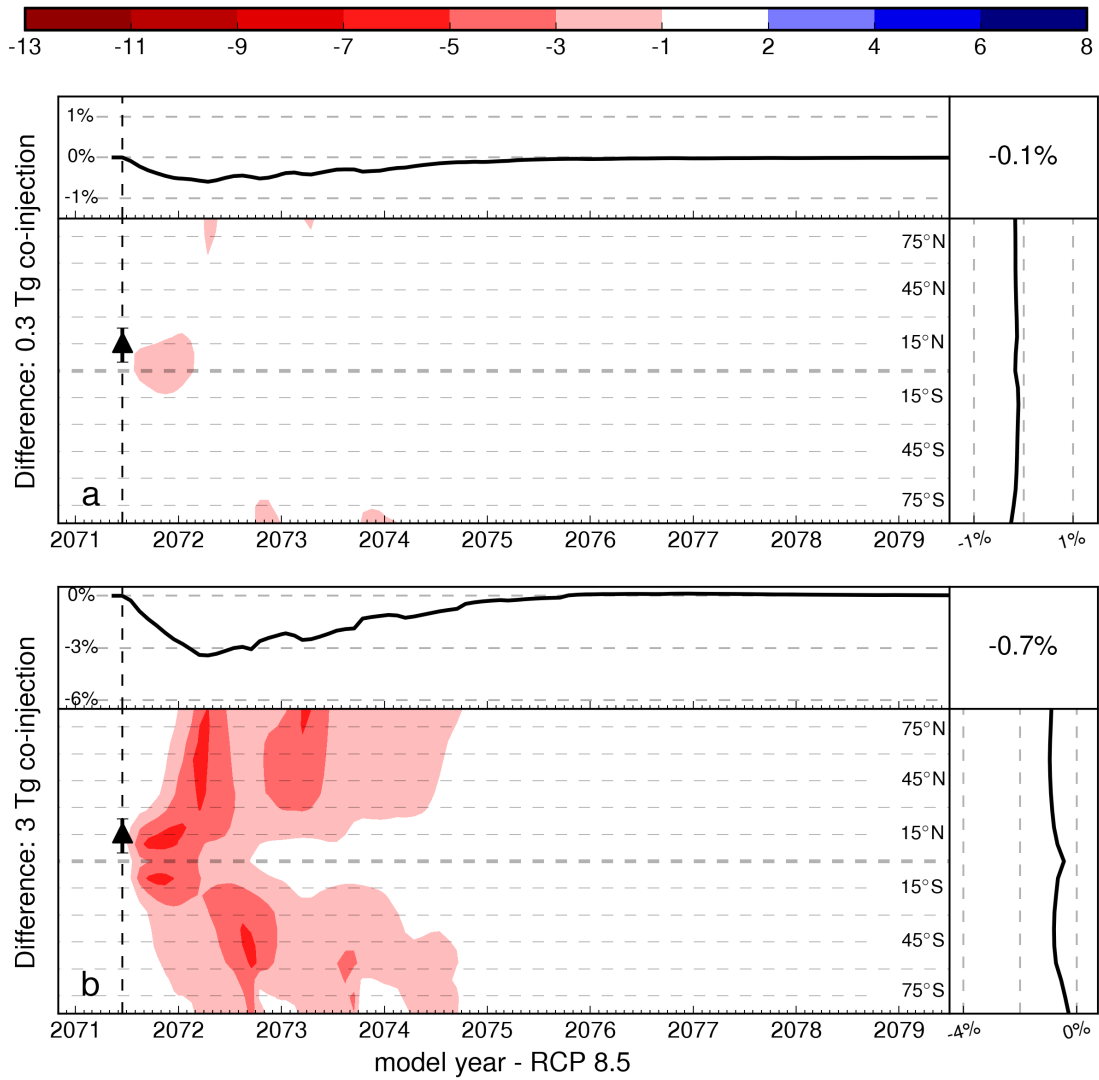 -13 -11 -9 -7 -5 -3 -1 2 4 6 8
Difference: 0.3 Tg co-injection
1%
0%
-1%
-0.1%
75°N
45°N
15°N
15°S
45°S
75°S
a
2071 2072 2073 2074 2075 2076 2077 2078 2079
-1% 1%
Difference: 3 Tg co-injection
0%
-3%
-6%
-0.7%
75°N
45°N
15°N
15°S
45°S
75°S
b
2071 2072 2073 2074 2075 2076 2077 2078 2079
-4% 0%
model year - RCP 8.5